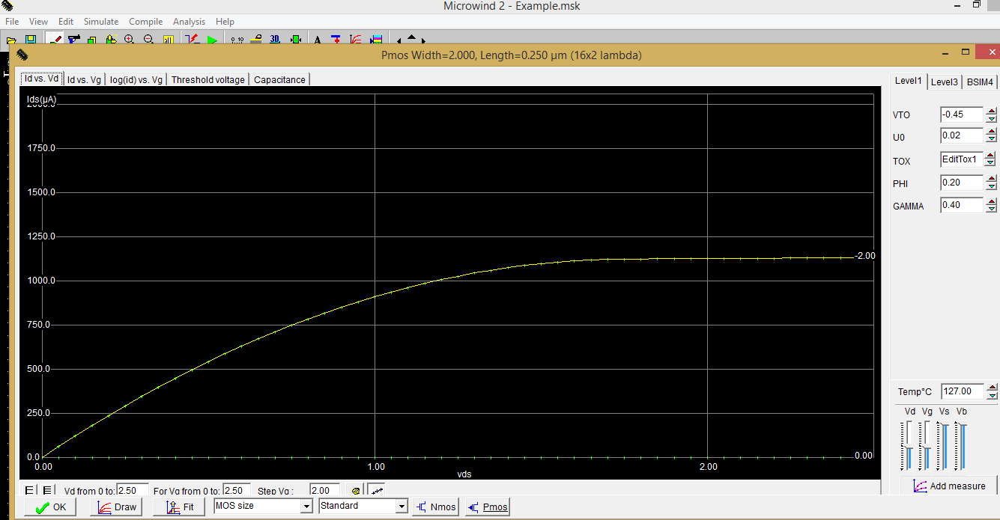 Microwind 2 - Example.msk
File View Edit Simulate Compile Analysis Help
Pmos Width=2.000, Length=0.250 µm (16x2 lambda)
Id vs. Vd Id vs. Vg log(id) vs. Vg Threshold voltage Capacitance
Level1 Level3 BSIM4
Ids(µA)
2000.0
1750.0
1500.0
1250.0
1000.0
750.0
500.0
250.0
0.0
-2.00
0.00
0.00 1.00 2.00
vds
VTO -0.45
U0 0.02
TOX EditTox1
PHI 0.20
GAMMA 0.40
Temp°C 127.00
Vd Vg Vs Vb
Add measure
Vd from 0 to: 2.50 For Vg from 0 to: 2.50 Step Vg : 2.00
OK Draw Fit MOS size Standard Nmos Pmos